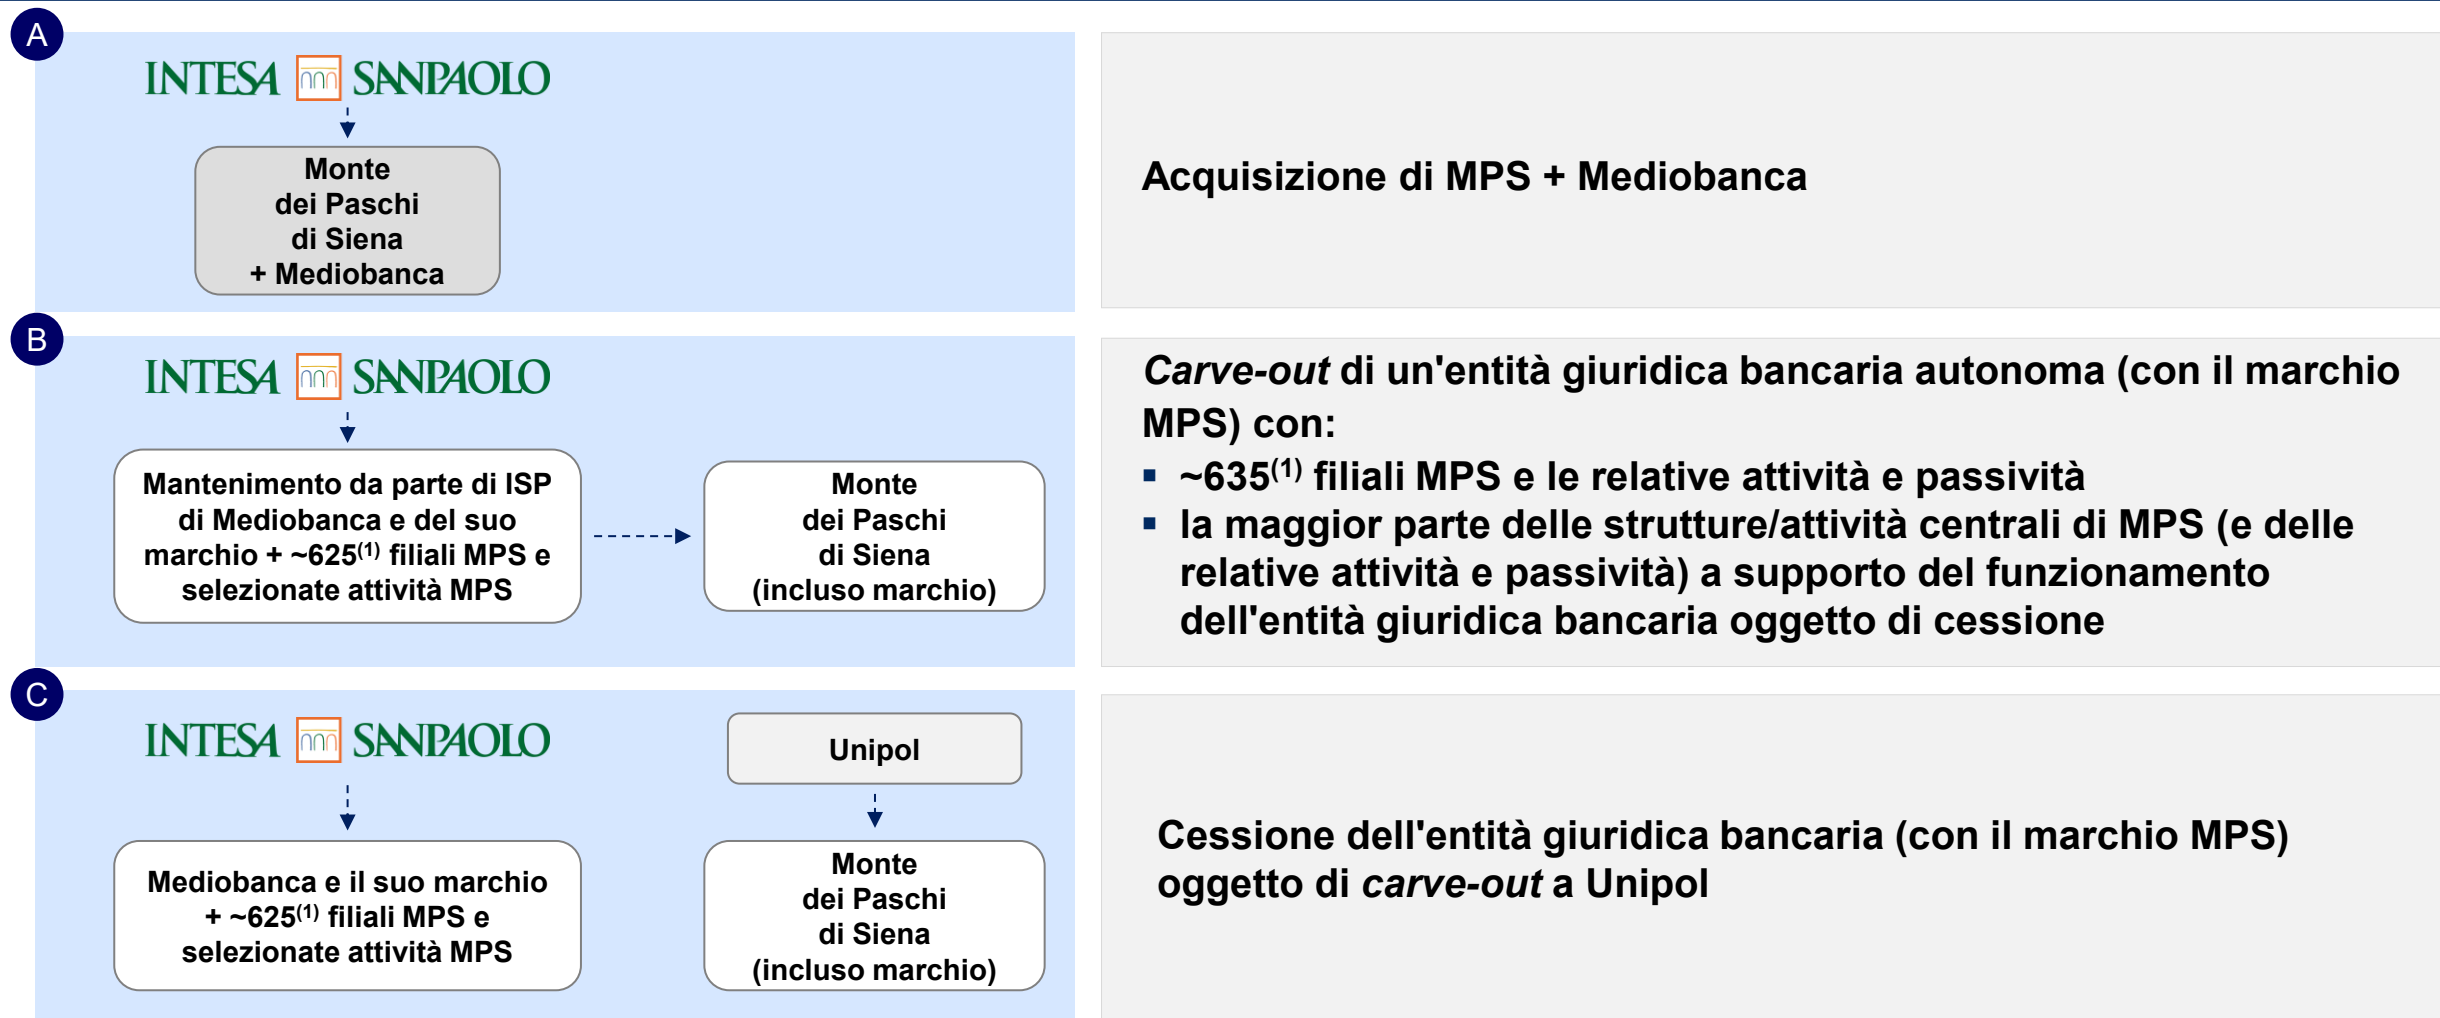 A
INTESA SANPAOLO
Monte
dei Paschi
di Siena
+ Mediobanca
Acquisizione di MPS + Mediobanca
B
INTESA SANPAOLO
Mantenimento da parte di ISP
di Mediobanca e del suo
marchio + ~625(1) filiali MPS e
selezionate attività MPS
Monte
dei Paschi
di Siena
(incluso marchio)
Carve-out di un'entità giuridica bancaria autonoma (con il marchio
MPS) con:
▪ ~635(1) filiali MPS e le relative attività e passività
▪ la maggior parte delle strutture/attività centrali di MPS (e delle
relative attività e passività) a supporto del funzionamento
dell'entità giuridica bancaria oggetto di cessione
C
INTESA SANPAOLO
Mediobanca e il suo marchio
+ ~625(1) filiali MPS e
selezionate attività MPS
Unipol
Monte
dei Paschi
di Siena
(incluso marchio)
Cessione dell'entità giuridica bancaria (con il marchio MPS)
oggetto di carve-out a Unipol